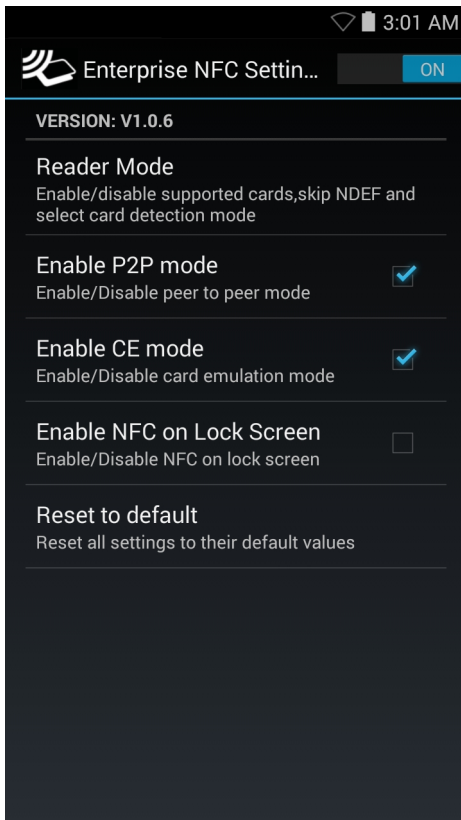 3:01 AM
Enterprise NFC Settin...
ON
VERSION: V1.0.6
Reader Mode
Enable/disable supported cards,skip NDEF and
select card detection mode
Enable P2P mode
Enable/Disable peer to peer mode
Enable CE mode
Enable/Disable card emulation mode
Enable NFC on Lock Screen
Enable/Disable NFC on lock screen
Reset to default
Reset all settings to their default values